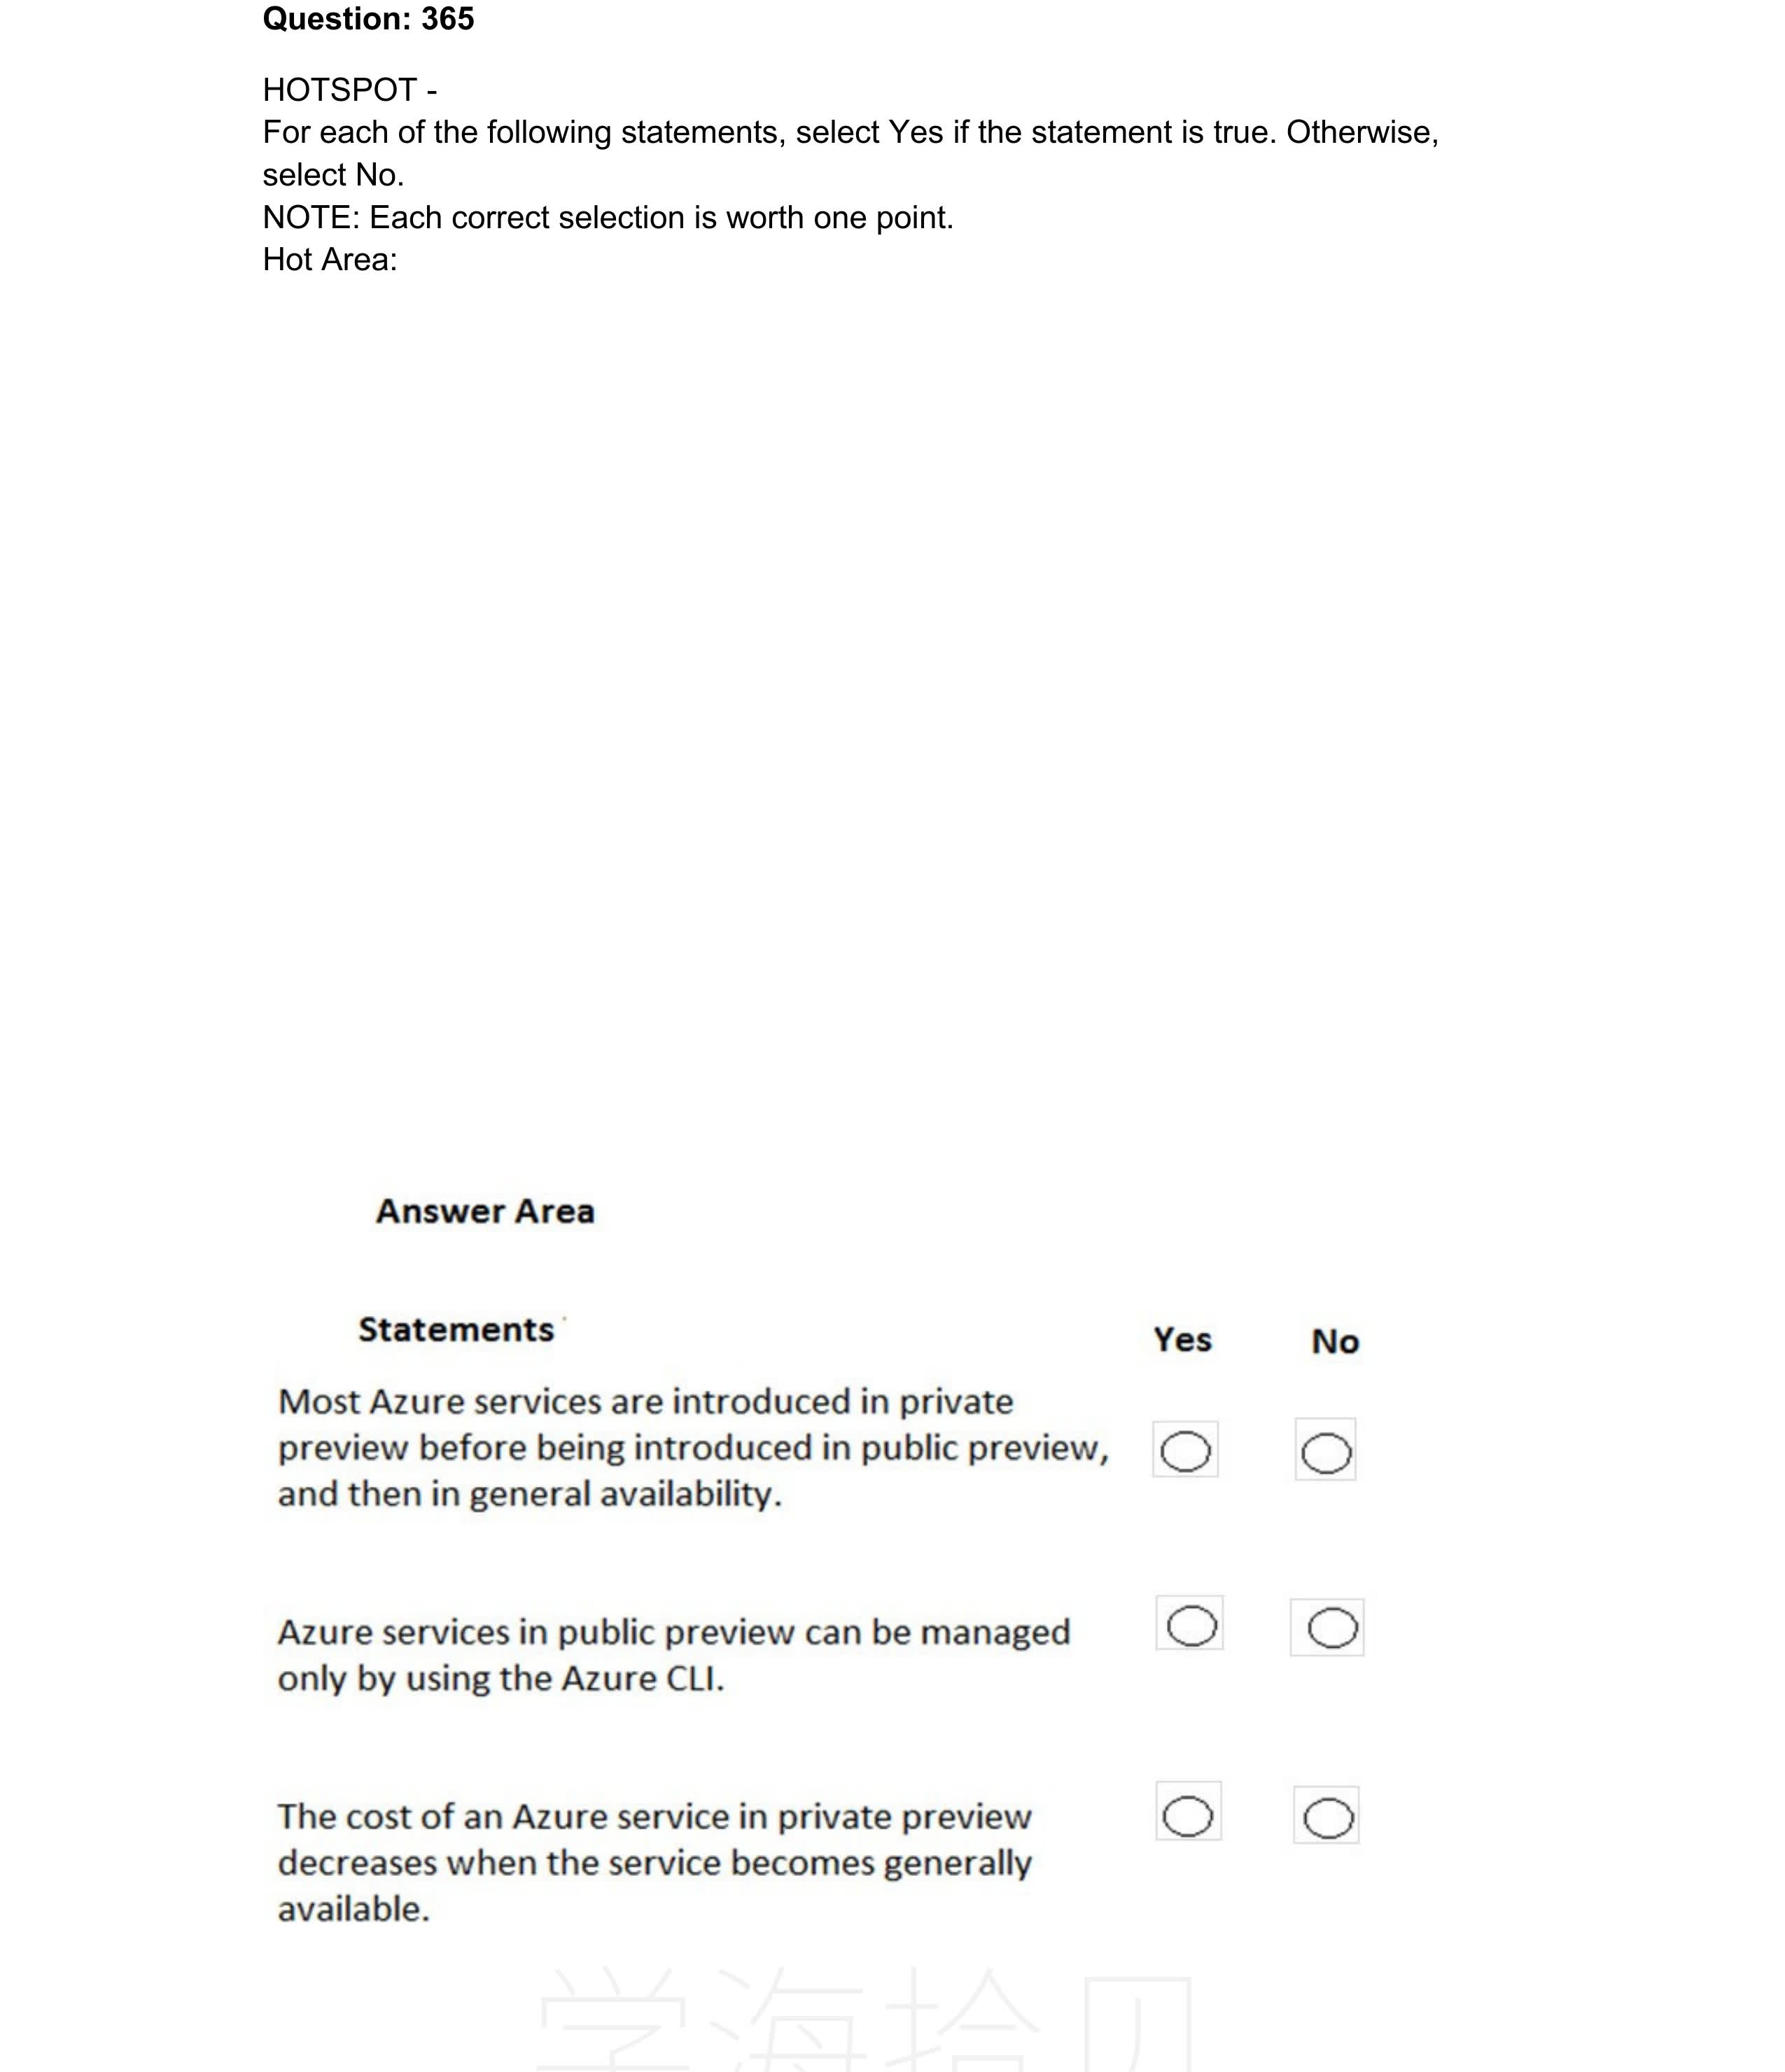 Question: 365
HOTSPOT -
For each of the following statements, select Yes if the statement is true. Otherwise,
select No.
NOTE: Each correct selection is worth one point.
Hot Area:
Answer Area
Statements Yes No
Most Azure services are introduced in private
preview before being introduced in public preview,
and then in general availability.
Azure services in public preview can be managed
only by using the Azure CLI.
The cost of an Azure service in private preview
decreases when the service becomes generally
available.
学海拾贝